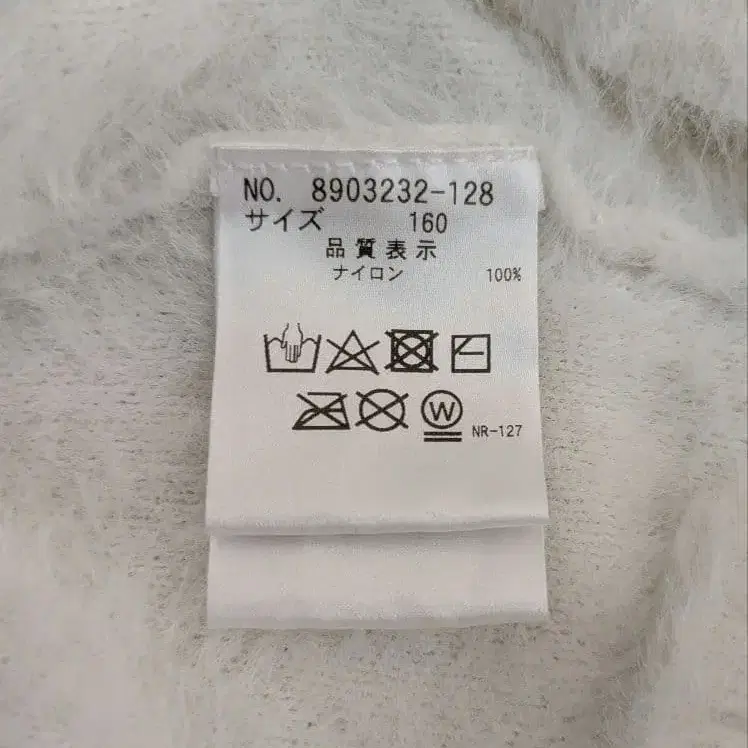 NO. 8903232-128
サイズ 160
品質表示
ナイロン 100%
W
NR-127